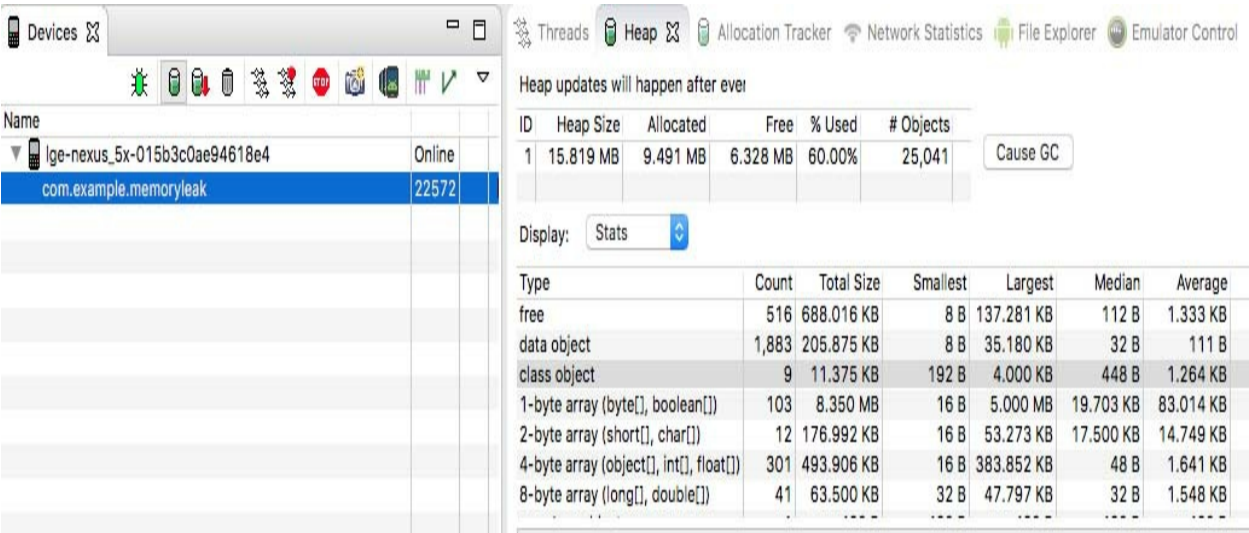 Devices
Threads Heap Allocation Tracker Network Statistics File Explorer Emulator Control
STOP
Name
lge-nexus_5x-015b3c0ae94618e4 Online
com.example.memoryleak 22572
Heap updates will happen after ever
ID Heap Size Allocated Free % Used # Objects
1 15.819 MB 9.491 MB 6.328 MB 60.00% 25,041
Cause GC
Display: Stats
Type Count Total Size Smallest Largest Median Average
free 516 688.016 KB 8 B 137.281 KB 112 B 1.333 KB
data object 1,883 205.875 KB 8 B 35.180 KB 32 B 111 B
class object 9 11.375 KB 192 B 4.000 KB 448 B 1.264 KB
1-byte array (byte[], boolean[]) 103 8.350 MB 16 B 5.000 MB 19.703 KB 83.014 KB
2-byte array (short[], char[]) 12 176.992 KB 16 B 53.273 KB 17.500 KB 14.749 KB
4-byte array (object[], int[], float[]) 301 493.906 KB 16 B 383.852 KB 48 B 1.641 KB
8-byte array (long[], double[]) 41 63.500 KB 32 B 47.797 KB 32 B 1.548 KB